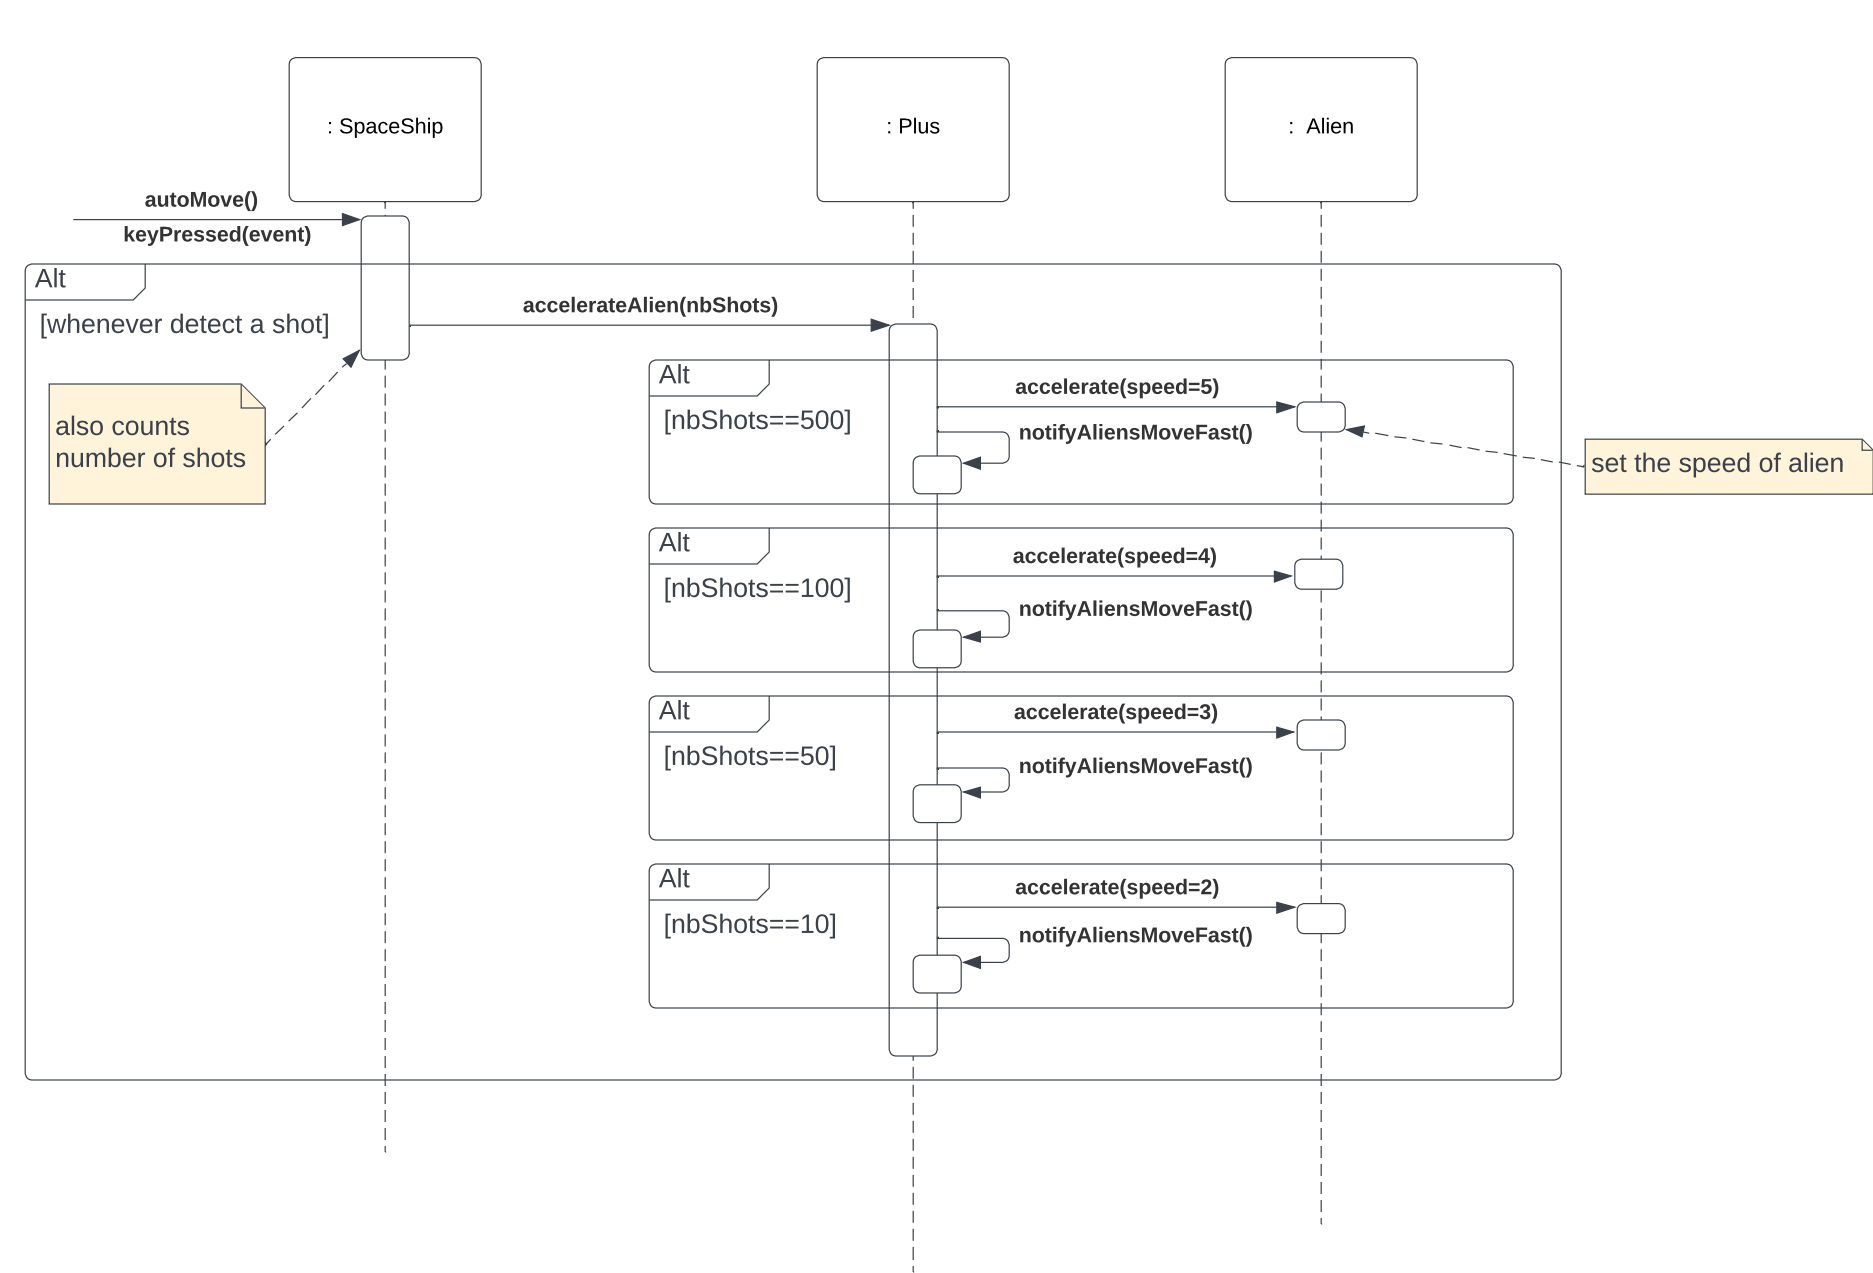 : SpaceShip
: Plus
: Alien
autoMove()
keyPressed(event)
Alt
[whenever detect a shot]
accelerateAlien(nbShots)
also counts
number of shots
Alt
[nbShots==500]
accelerate(speed=5)
notifyAliensMoveFast()
set the speed of alien
Alt
[nbShots==100]
accelerate(speed=4)
notifyAliensMoveFast()
Alt
[nbShots==50]
accelerate(speed=3)
notifyAliensMoveFast()
Alt
[nbShots==10]
accelerate(speed=2)
notifyAliensMoveFast()